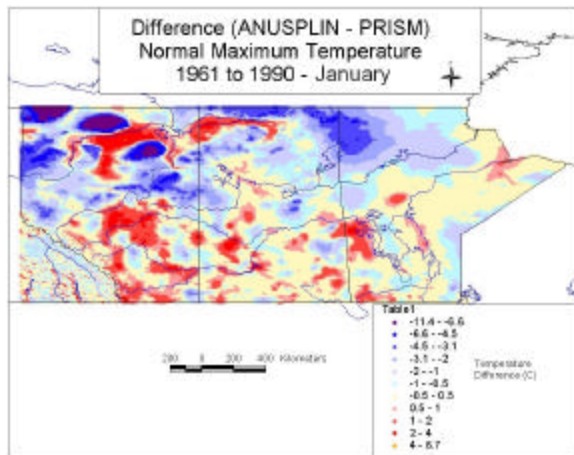 Difference (ANUSPLIN - PRISM)
Normal Maximum Temperature
1961 to 1990 - January
200 0 200 400 Kilometers
Table1
-11.4 - -6.6
-6.6 - -4.5
-4.5 - -3.1
-3.1 - -2
-2 - -1
-1 - -0.5
-0.5 - 0.5
0.5 - 1
1 - 2
2 - 4
4 - 5.7
Temperature
Difference (C)